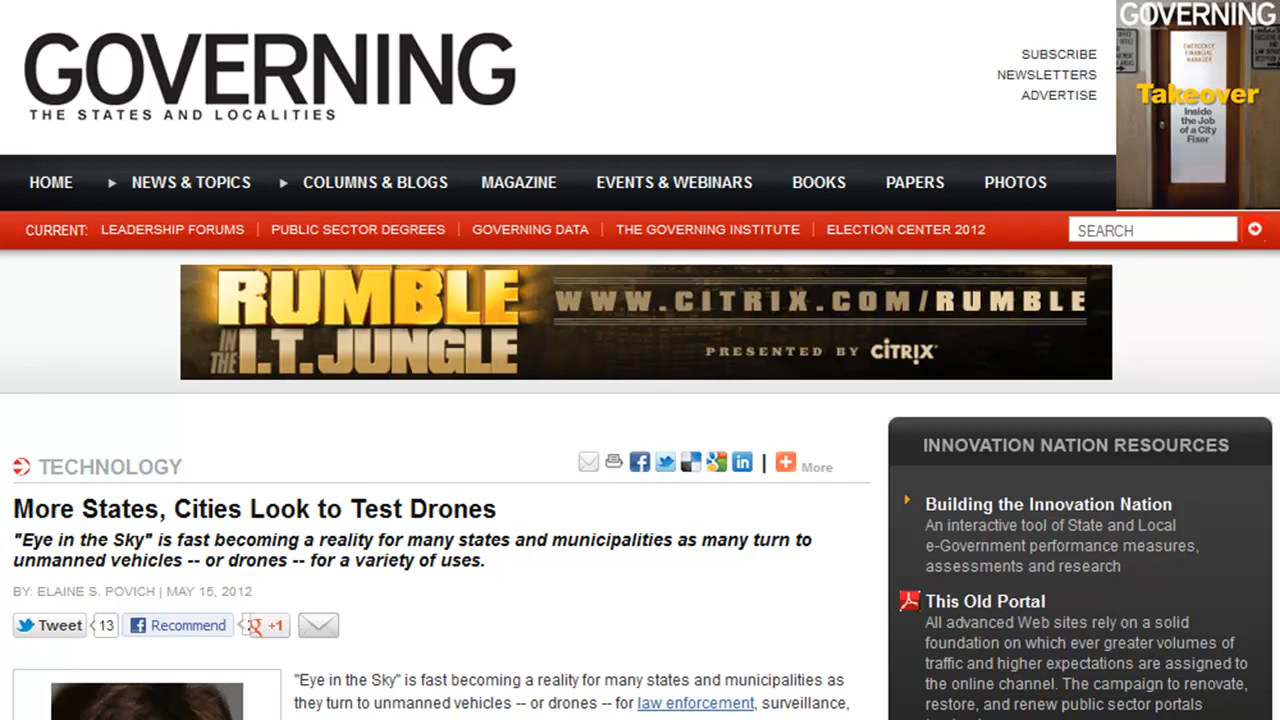 GOVERNING
THE STATES AND LOCALITIES
SUBSCRIBE
NEWSLETTERS
ADVERTISE
GOVERNING
EMERGENCY
FINANCIAL
MANAGER
Takeover
Inside
the Job
of a City
Fixer
HOME
NEWS & TOPICS
COLUMNS & BLOGS
MAGAZINE
EVENTS & WEBINARS
BOOKS
PAPERS
PHOTOS
CURRENT: LEADERSHIP FORUMS | PUBLIC SECTOR DEGREES | GOVERNING DATA | THE GOVERNING INSTITUTE | ELECTION CENTER 2012
SEARCH
RUMBLE
IN THE I.T. JUNGLE
WWW.CITRIX.COM/RUMBLE
PRESENTED BY CITRIX
TECHNOLOGY
More
More States, Cities Look to Test Drones
"Eye in the Sky" is fast becoming a reality for many states and municipalities as many turn to
unmanned vehicles -- or drones -- for a variety of uses.
BY: ELAINE S. POVICH | MAY 15, 2012
Tweet 13 Recommend +1
"Eye in the Sky" is fast becoming a reality for many states and municipalities as
they turn to unmanned vehicles -- or drones -- for law enforcement, surveillance,
INNOVATION NATION RESOURCES
Building the Innovation Nation
An interactive tool of State and Local
e-Government performance measures,
assessments and research
This Old Portal
All advanced Web sites rely on a solid
foundation on which ever greater volumes of
traffic and higher expectations are assigned to
the online channel. The campaign to renovate,
restore, and renew public sector portals